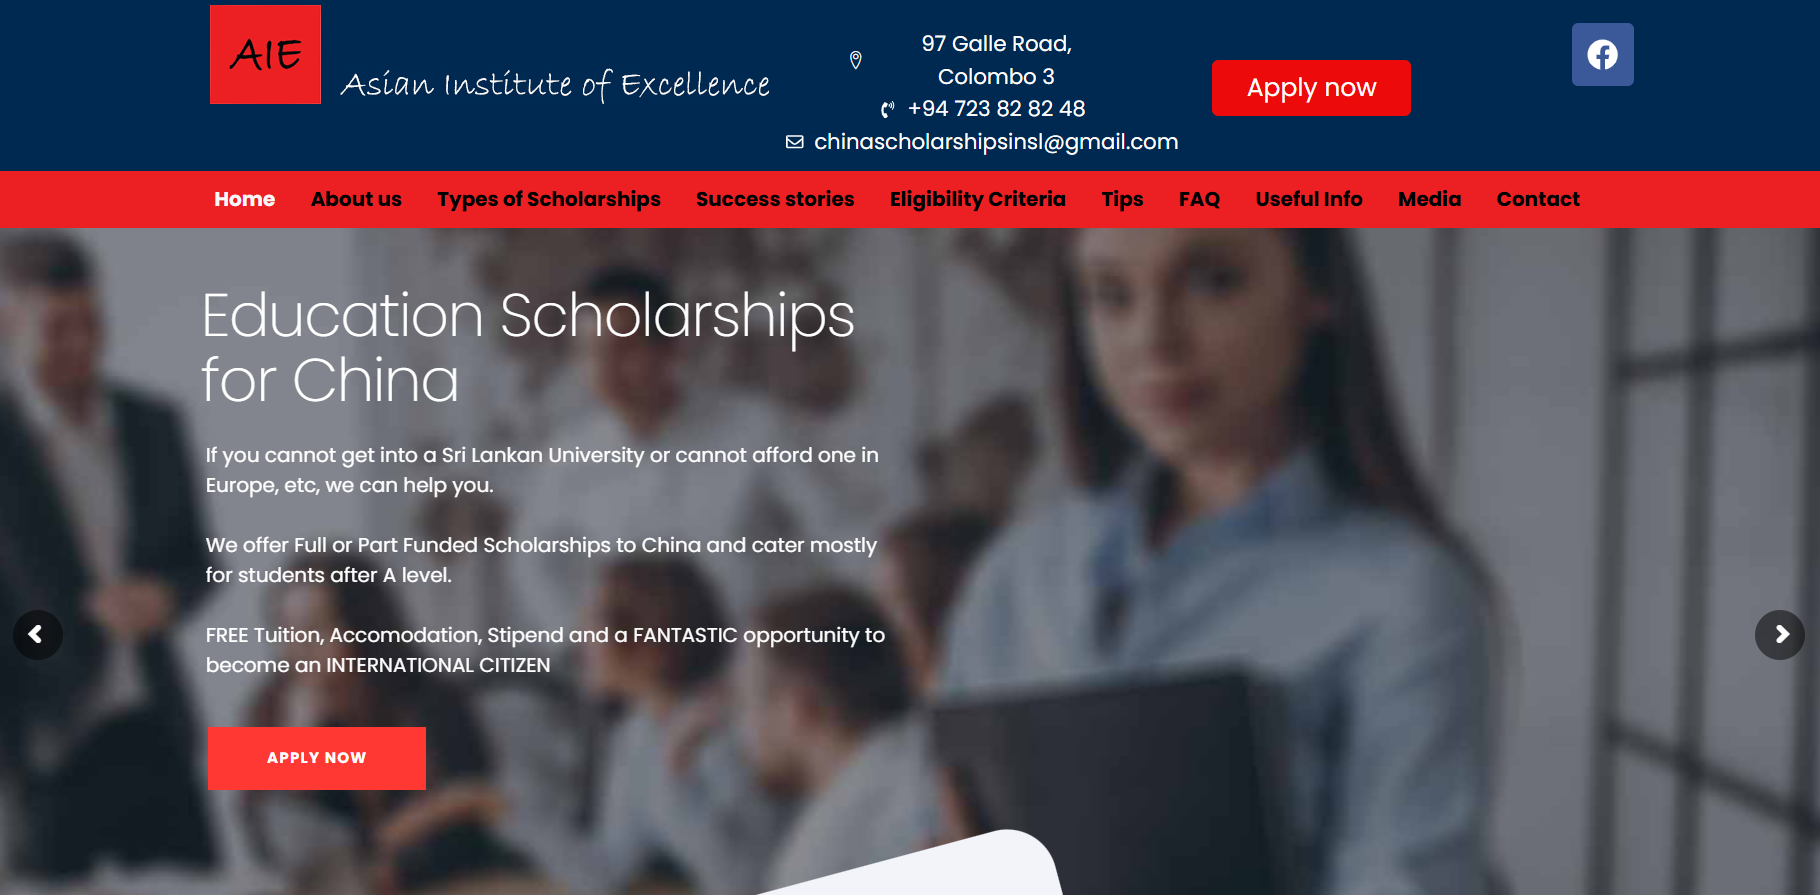 AIE
Asian Institute of Excellence
97 Galle Road,
Colombo 3
+94 723 82 82 48
chinascholarshipsinsl@gmail.com
Apply now
Home About us Types of Scholarships Success stories Eligibility Criteria Tips FAQ Useful Info Media Contact
Education Scholarships
for China
If you cannot get into a Sri Lankan University or cannot afford one in
Europe, etc, we can help you.
We offer Full or Part Funded Scholarships to China and cater mostly
for students after A level.
FREE Tuition, Accomodation, Stipend and a FANTASTIC opportunity to
become an INTERNATIONAL CITIZEN
APPLY NOW